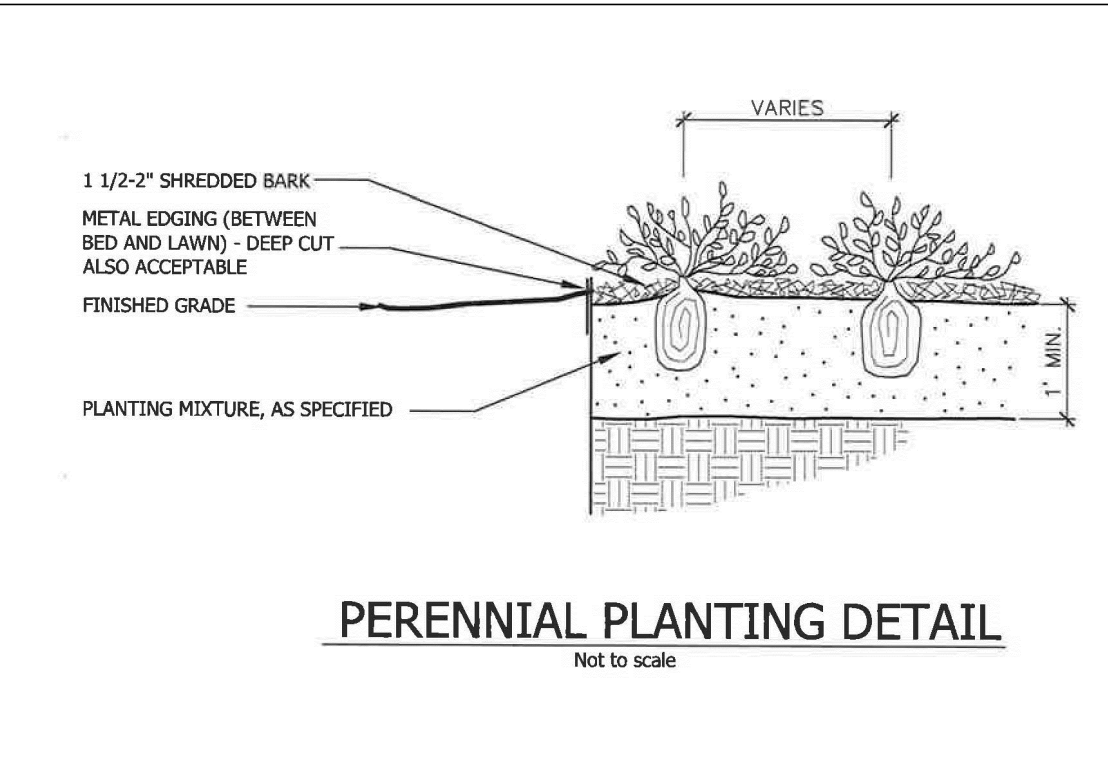 VARIES
1 1/2-2" SHREDDED BARK
METAL EDGING (BETWEEN
BED AND LAWN) - DEEP CUT
ALSO ACCEPTABLE
FINISHED GRADE
1' MIN.
PLANTING MIXTURE, AS SPECIFIED
PERENNIAL PLANTING DETAIL
Not to scale